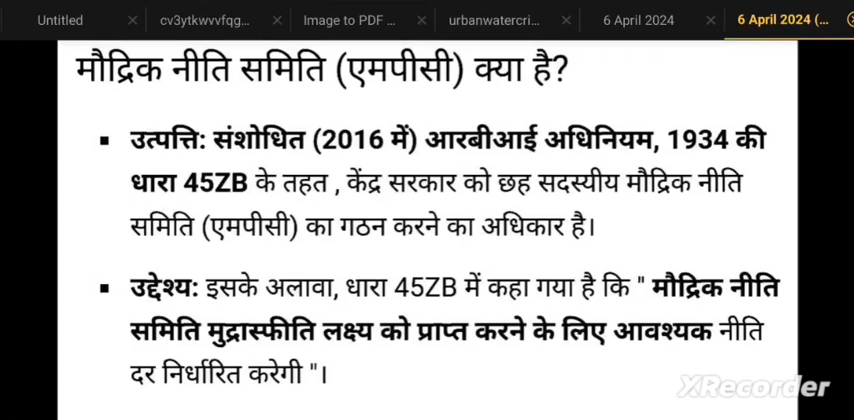 Untitled cv3ytkwvvfqg... Image to PDF ... urbanwatercri... 6 April 2024 6 April 2024 (...
मौद्रिक नीति समिति (एमपीसी) क्या है?
▪ उत्पत्ति: संशोधित (2016 में) आरबीआई अधिनियम, 1934 की
धारा 45ZB के तहत , केंद्र सरकार को छह सदस्यीय मौद्रिक नीति
समिति (एमपीसी) का गठन करने का अधिकार है।
▪ उद्देश्य: इसके अलावा, धारा 45ZB में कहा गया है कि " मौद्रिक नीति
समिति मुद्रास्फीति लक्ष्य को प्राप्त करने के लिए आवश्यक नीति
दर निर्धारित करेगी "।
XRecorder